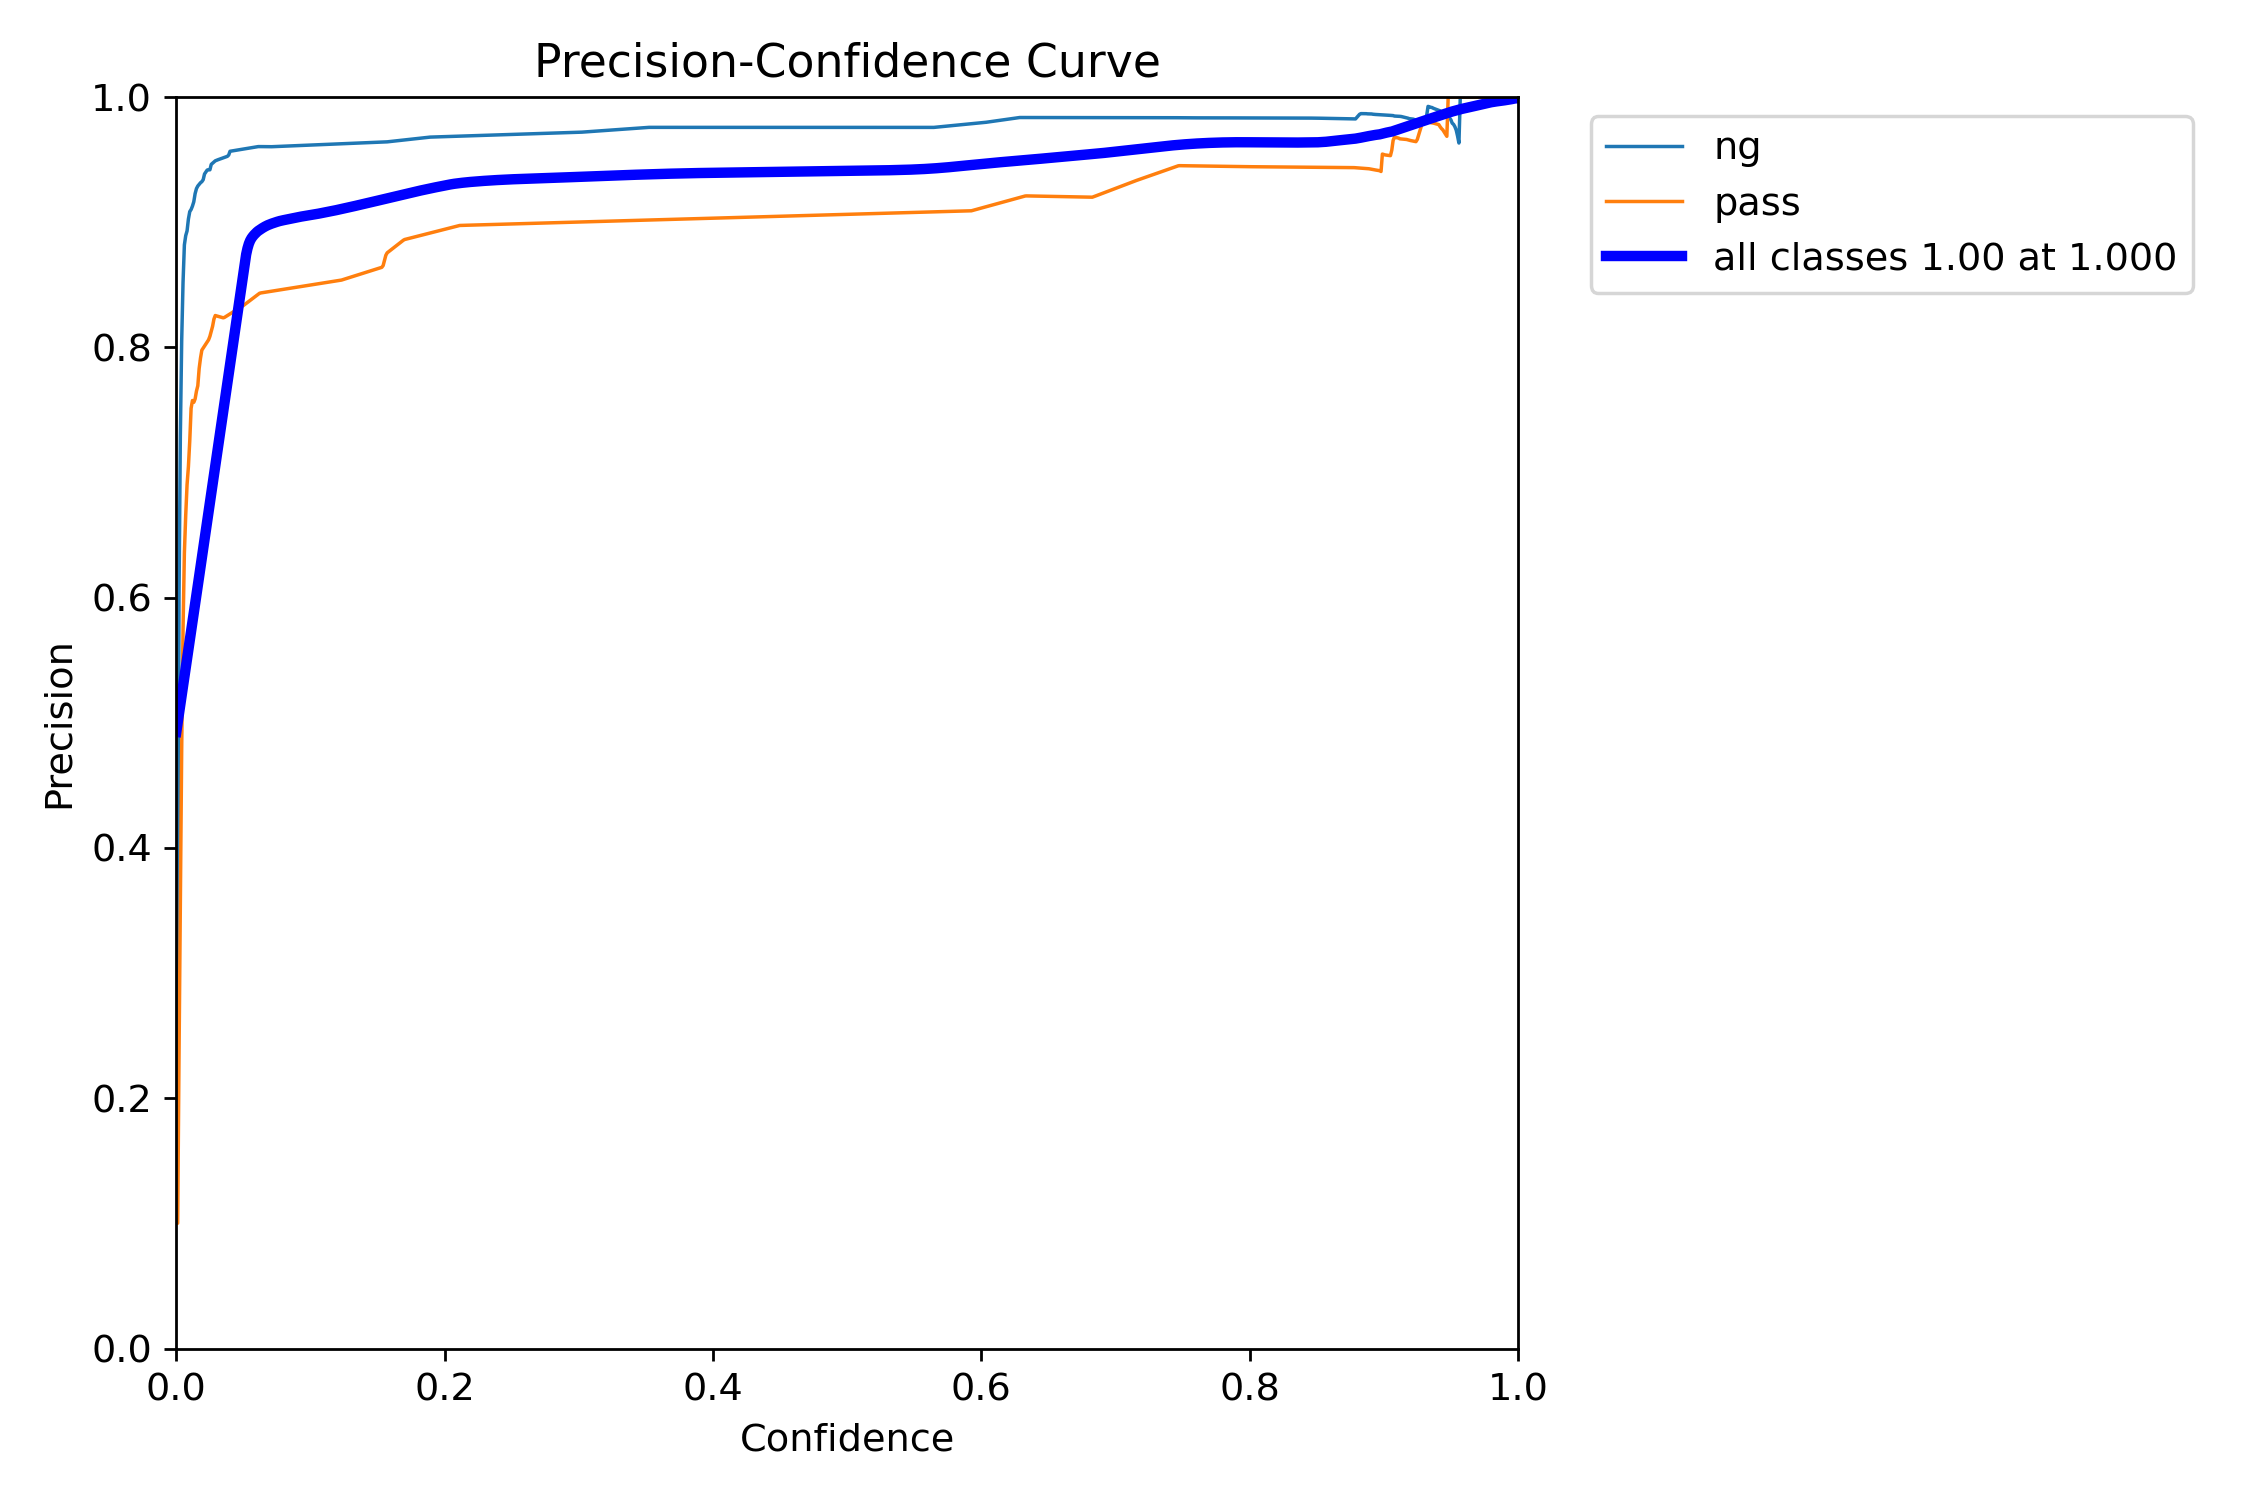 Precision-Confidence Curve
1.0
0.8
0.6
0.4
0.2
0.0
Precision
0.0 0.2 0.4 0.6 0.8 1.0
Confidence
ng
pass
all classes 1.00 at 1.000